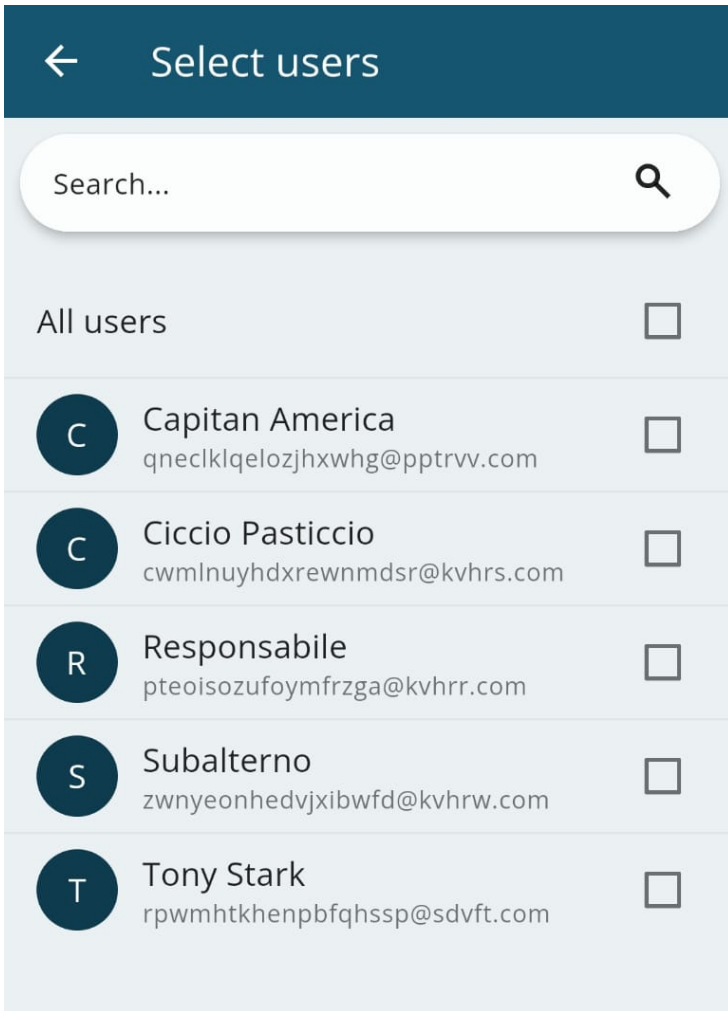 Select users
Search...
All users
C
Capitan America
qneclklqelozjhxwhg@pptrvv.com
C
Ciccio Pasticcio
cwmlnuyhdxrewnmdsr@kvhrs.com
R
Responsabile
pteoisozufoymfrzga@kvhrr.com
S
Subalterno
zwnyeonhedvjxibwfd@kvhrw.com
T
Tony Stark
rpwmhtkhenpbfqhssp@sdvft.com